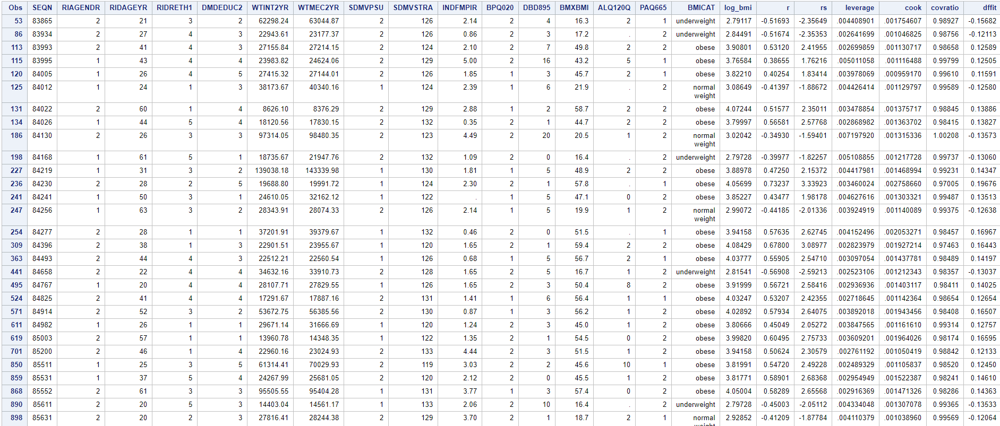 Obs SEQN RIAGENDR RIDAGEYR RIDRETH1 DMDEDUC2 WTINT2YR WTMEC2YR SDMVPSU SDMVSTRA INDFMPIR BPQ020 DBD895 BMXBMI ALQ120Q PAQ665 BMICAT log_bmi r rs leverage cook covratio dffit
53 83865 2 21 3 2 62298.24 63044.87 2 126 2.14 2 4 16.3 2 1 underweight 2.79117 -0.51693 -2.35649 .004408901 .001754607 0.98927 -0.15682
86 83934 2 27 4 3 22943.61 23177.37 2 126 0.86 2 3 17.2 . 2 underweight 2.84491 -0.51674 -2.35353 .002641699 .001046825 0.98756 -0.12113
113 83993 2 41 4 3 27155.84 27214.15 2 124 2.10 2 7 49.8 2 2 obese 3.90801 0.53120 2.41955 .002699859 .001130717 0.98658 0.12589
115 83995 1 43 4 4 23983.82 24624.06 2 129 5.00 2 16 43.2 5 1 obese 3.76584 0.38655 1.76216 .005011058 .001116488 0.99799 0.12505
120 84005 1 26 4 5 27415.32 27144.01 2 126 1.85 1 3 45.7 2 1 obese 3.82210 0.40254 1.83414 .003978069 .000959170 0.99610 0.11591
125 84012 1 24 1 3 38173.67 40340.16 1 124 2.39 1 6 21.9 . 2 normal 3.08649 -0.41397 -1.88672 .004426414 .001129797 0.99589 -0.12580
weight
131 84022 2 60 1 4 8626.10 8376.29 2 129 2.88 1 2 58.7 2 2 obese 4.07244 0.51577 2.35011 .003478854 .001375717 0.98845 0.13886
134 84026 1 44 5 4 18120.56 17830.15 2 132 0.35 2 1 44.7 2 2 obese 3.79997 0.56581 2.57768 .002868982 .001363702 0.98415 0.13827
186 84130 2 26 3 3 97314.05 98480.35 2 123 4.49 2 20 20.5 1 2 normal 3.02042 -0.34930 -1.59401 .007197920 .001315336 1.00208 -0.13573
weight
198 84168 1 61 5 1 18735.67 21947.76 2 132 1.09 2 0 16.4 . 2 underweight 2.79728 -0.39977 -1.82257 .005108855 .001217728 0.99737 -0.13060
227 84219 1 31 3 2 139038.18 143339.98 1 130 1.81 1 5 48.9 2 2 obese 3.88978 0.47250 2.15372 .004417981 .001468994 0.99231 0.14347
236 84230 2 28 2 5 19688.80 19991.72 1 124 2.30 2 1 57.8 . 1 obese 4.05699 0.73237 3.33923 .003460024 .002758660 0.97005 0.19676
241 84241 1 50 3 1 24610.05 32162.12 1 122 . 1 5 47.1 0 2 obese 3.85227 0.43477 1.98178 .004627616 .001303321 0.99487 0.13513
247 84256 1 63 3 2 28343.91 28074.33 2 126 2.14 1 5 19.9 1 2 normal 2.99072 -0.44185 -2.01336 .003924919 .001140089 0.99375 -0.12638
weight
254 84277 2 28 1 1 37201.91 39379.67 1 132 0.46 2 0 51.5 . 1 obese 3.94158 0.57635 2.62745 .004152496 .002053271 0.98457 0.16967
309 84396 2 38 1 3 22901.51 23955.67 1 120 1.65 2 1 59.4 2 2 obese 4.08429 0.67800 3.08977 .002823979 .001927214 0.97463 0.16443
363 84493 2 44 4 3 22512.21 22560.54 1 126 0.68 1 5 56.7 2 1 obese 4.03777 0.55905 2.54710 .003097054 .001437781 0.98489 0.14197
441 84658 2 22 4 4 34632.16 33910.73 2 128 1.65 2 5 16.7 1 2 underweight 2.81541 -0.56908 -2.59213 .002523106 .001212343 0.98357 -0.13037
495 84767 1 20 4 4 28107.71 27829.55 1 126 1.65 2 3 50.4 8 2 obese 3.91999 0.56721 2.58416 .002936936 .001403117 0.98411 0.14025
524 84825 2 41 4 4 17291.67 17887.16 2 131 1.41 1 6 56.4 1 1 obese 4.03247 0.53207 2.42355 .002718645 .001142364 0.98654 0.12654
571 84914 2 52 3 2 53672.75 56385.56 2 130 0.87 1 3 56.2 1 2 obese 4.02892 0.57934 2.64075 .003892018 .001943456 0.98408 0.16507
611 84982 1 26 1 1 29671.14 31666.69 1 120 1.24 2 3 45.0 1 2 obese 3.80666 0.45049 2.05272 .003847565 .001161610 0.99314 0.12757
619 85003 2 57 1 1 13960.78 14348.35 1 122 1.35 2 1 54.5 0 2 obese 3.99820 0.60495 2.75733 .003609201 .001964026 0.98174 0.16595
701 85200 2 46 1 4 22960.16 23024.93 2 133 4.44 2 3 51.5 1 2 obese 3.94158 0.50624 2.30579 .002761192 .001050419 0.98842 0.12133
850 85511 1 25 3 5 61314.41 70029.93 2 119 3.03 2 2 45.6 10 1 obese 3.81991 0.54720 2.49228 .002489329 .001105837 0.98520 0.12450
859 85531 1 37 5 4 24267.99 25681.05 2 120 2.12 2 0 45.5 1 2 obese 3.81771 0.58901 2.68368 .002954949 .001522387 0.98241 0.14610
868 85552 2 61 3 3 95505.55 95404.28 1 131 3.77 1 3 57.4 0 2 obese 4.05004 0.58289 2.65568 .002916369 .001471326 0.98286 0.14363
890 85611 2 20 5 3 14403.04 14561.17 1 133 2.06 2 10 16.4 . 2 underweight 2.79728 -0.45003 -2.05112 .004334048 .001307078 0.99365 -0.13533
898 85631 2 20 2 3 27816.41 28244.38 2 129 3.70 2 1 18.7 2 1 normal 2.92852 -0.41209 -1.87784 .004110379 .001038960 0.99569 -0.12064